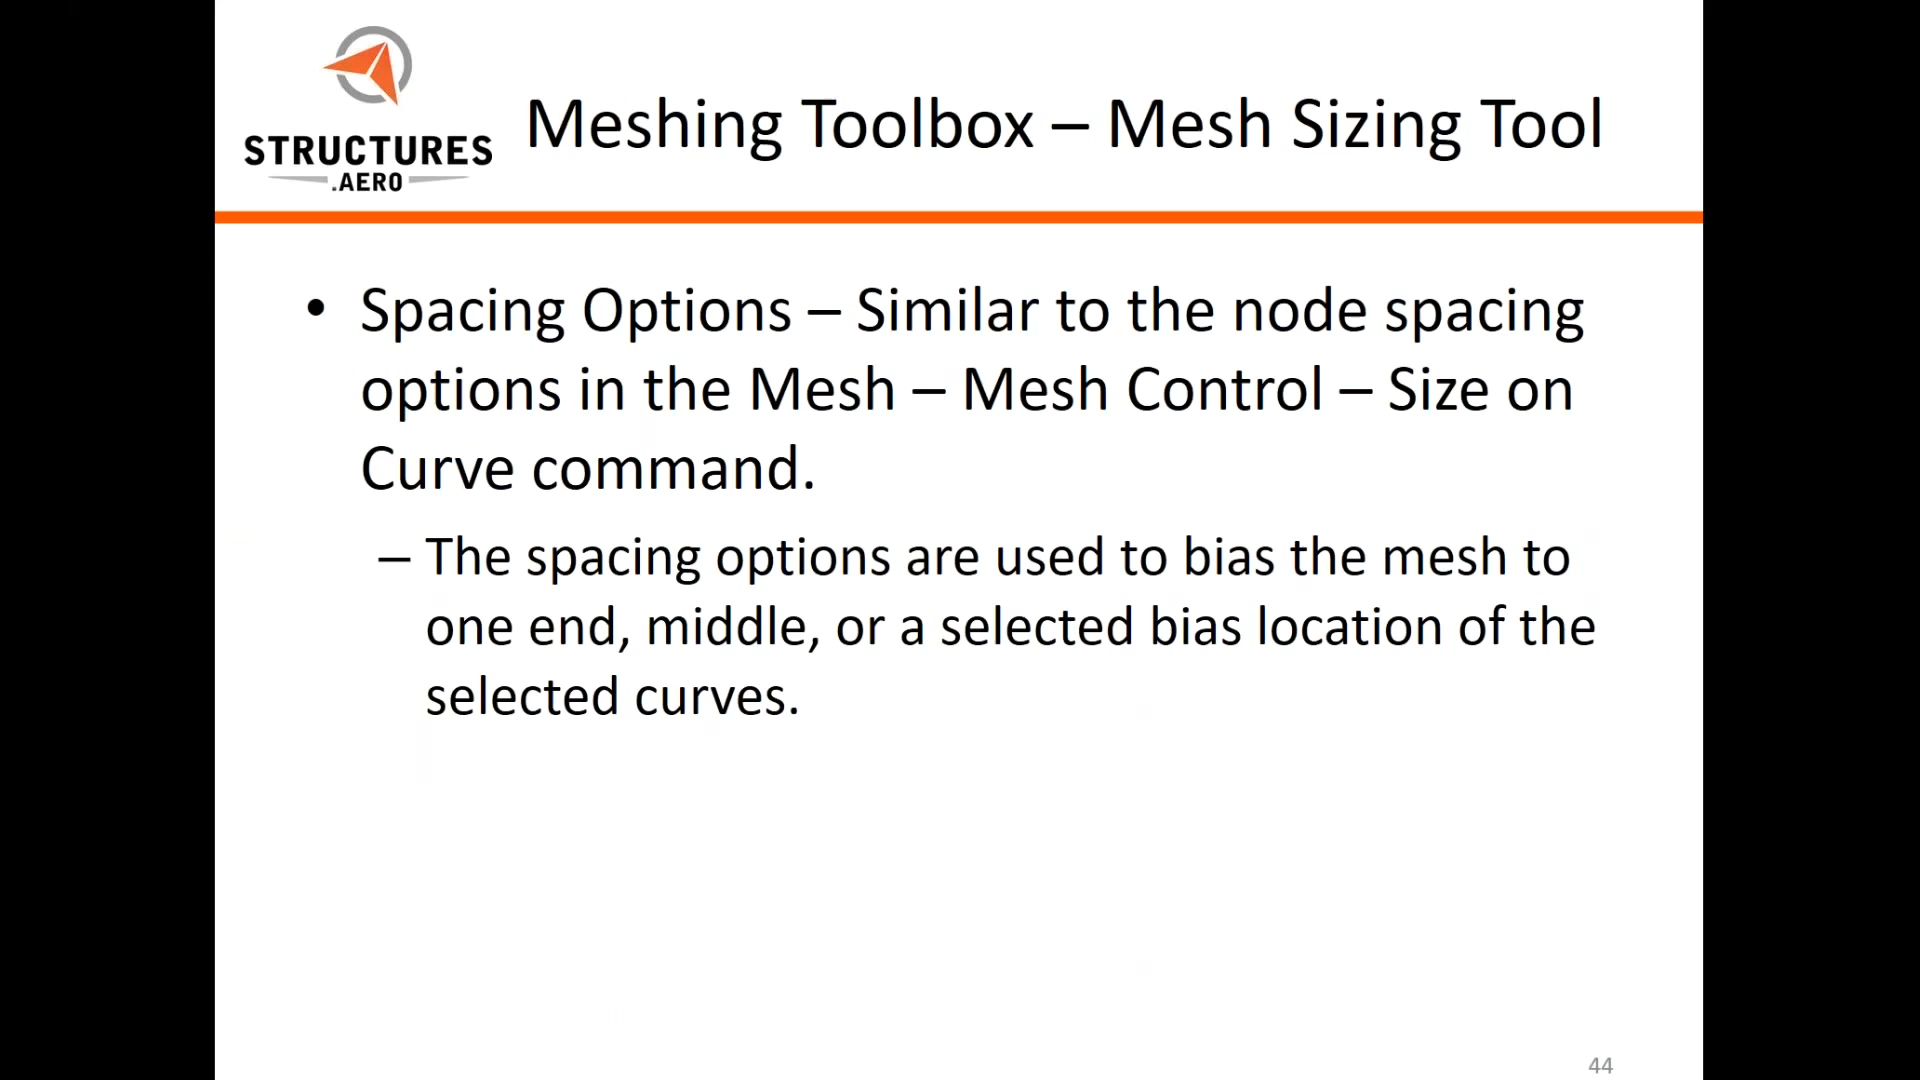 STRUCTURES
.AERO
Meshing Toolbox – Mesh Sizing Tool
• Spacing Options – Similar to the node spacing
options in the Mesh – Mesh Control – Size on
Curve command.
– The spacing options are used to bias the mesh to
one end, middle, or a selected bias location of the
selected curves.
44